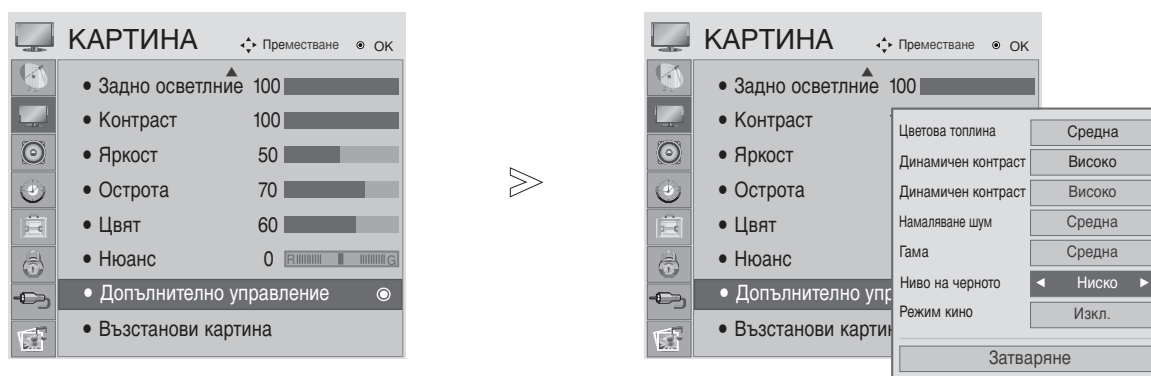 КАРТИНА Преместване OK
Задно осветлние 100
Контраст 100
Яркост 50
Острота 70
Цвят 60
Нюанс 0 R G
Допълнително управление
Възстанови картина
КАРТИНА Преместване OK
Задно осветлние 100
Контраст
Яркост
Острота
Цвят
Нюанс
Допълнително упр
Възстанови картин
Цветова топлина Средна
Динамичен контраст Високо
Динамичен контраст Високо
Намаляване шум Средна
Гама Средна
Ниво на черното Ниско
Режим кино Изкл.
Затваряне